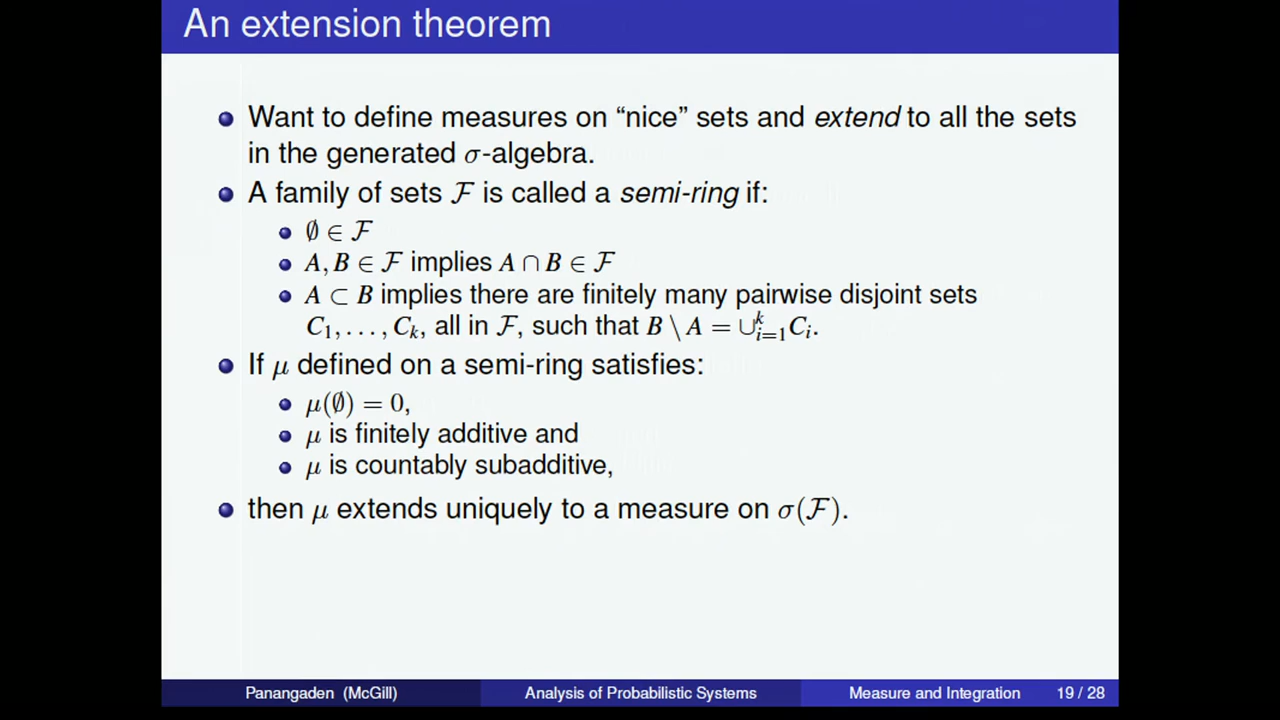 An extension theorem
Want to define measures on “nice” sets and extend to all the sets
in the generated σ-algebra.
A family of sets ℱ is called a semi-ring if:
∅ ∈ ℱ
A, B ∈ ℱ implies A ∩ B ∈ ℱ
A ⊂ B implies there are finitely many pairwise disjoint sets
C₁, . . . , Cₖ, all in ℱ, such that B \ A = ∪ᵏᵢ₌₁Cᵢ.
If μ defined on a semi-ring satisfies:
μ(∅) = 0,
μ is finitely additive and
μ is countably subadditive,
then μ extends uniquely to a measure on σ(ℱ).
Panangaden (McGill) Analysis of Probabilistic Systems Measure and Integration 19 / 28